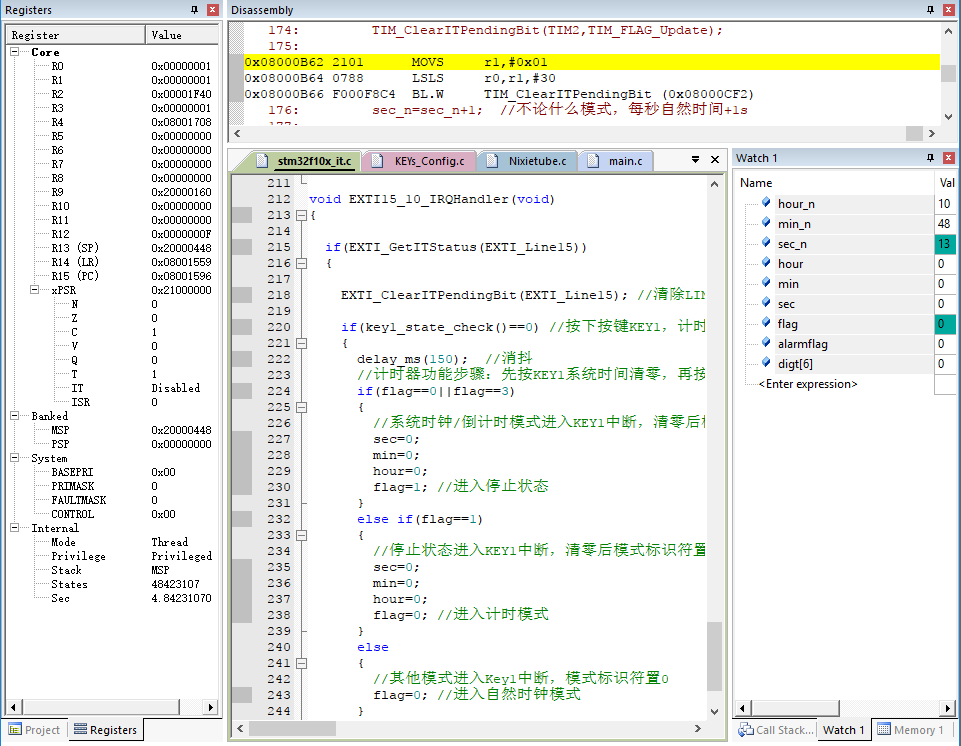 Registers
Register Value
Core
R0 0x00000001
R1 0x00000001
R2 0x00001F40
R3 0x00000001
R4 0x08001708
R5 0x00000000
R6 0x00000000
R7 0x00000000
R8 0x00000000
R9 0x20000160
R10 0x00000000
R11 0x00000000
R12 0x0000000F
R13 (SP) 0x20000448
R14 (LR) 0x08001559
R15 (PC) 0x08001596
xPSR 0x21000000
N 0
Z 0
C 1
V 0
Q 0
T 1
IT Disabled
ISR 0
Banked
MSP 0x20000448
PSP 0x00000000
System
BASEPRI 0x00
PRIMASK 0
FAULTMASK 0
CONTROL 0x00
Internal
Mode Thread
Privilege Privileged
Stack MSP
States 48423107
Sec 4.84231070
Project Registers
Disassembly
174: TIM_ClearITPendingBit(TIM2,TIM_FLAG_Update);
175:
0x08000B62 2101 MOVS r1,#0x01
0x08000B64 0788 LSLS r0,r1,#30
0x08000B66 F000F8C4 BL.W TIM_ClearITPendingBit (0x08000CF2)
176: sec_n=sec_n+1; //不论什么模式，每秒自然时间+1s
stm32f10x_it.c KEYs_Config.c Nixietube.c main.c
211
212 void EXTI15_10_IRQHandler(void)
213 {
214
215 if(EXTI_GetITStatus(EXTI_Line15))
216 {
217
218 EXTI_ClearITPendingBit(EXTI_Line15); //清除LIN
219
220 if(key1_state_check()==0) //按下按键KEY1，计时
221 {
222 delay_ms(150); //消抖
223 //计时器功能步骤：先按KEY1系统时间清零，再按
224 if(flag==0||flag==3)
225 {
226 //系统时钟/倒计时模式进入KEY1中断，清零后
227 sec=0;
228 min=0;
229 hour=0;
230 flag=1; //进入停止状态
231 }
232 else if(flag==1)
233 {
234 //停止状态进入KEY1中断，清零后模式标识符置
235 sec=0;
236 min=0;
237 hour=0;
238 flag=0; //进入计时模式
239 }
240 else
241 {
242 //其他模式进入Key1中断，模式标识符置0
243 flag=0; //进入自然时钟模式
244 }
Watch 1
Name Val
hour_n 10
min_n 48
sec_n 13
hour 0
min 0
sec 0
flag 0
alarmflag 0
digt[6] 0
<Enter expression>
Call Stack... Watch 1 Memory 1